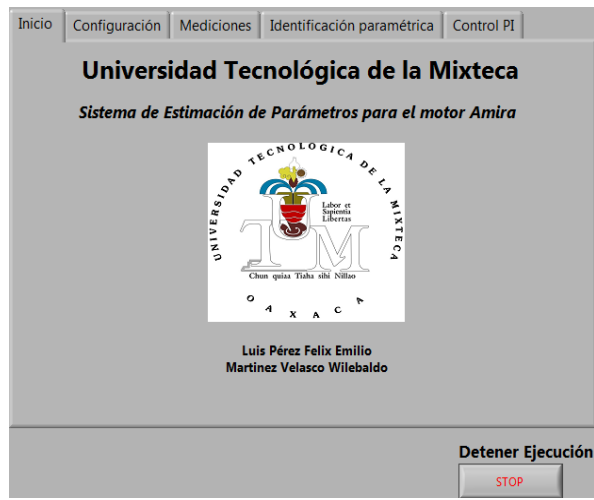 Inicio
Configuración
Mediciones
Identificación paramétrica
Control PI
Universidad Tecnológica de la Mixteca
Sistema de Estimación de Parámetros para el motor Amira
UNIVERSIDAD TECNOLOGICA DE LA MIXTECA
Labor et
Sapientia
Libertas
UTM
Chun quiaa Tiaha sihi Nillao
OAXACA
Luis Pérez Felix Emilio
Martinez Velasco Wilebaldo
Detener Ejecución
STOP